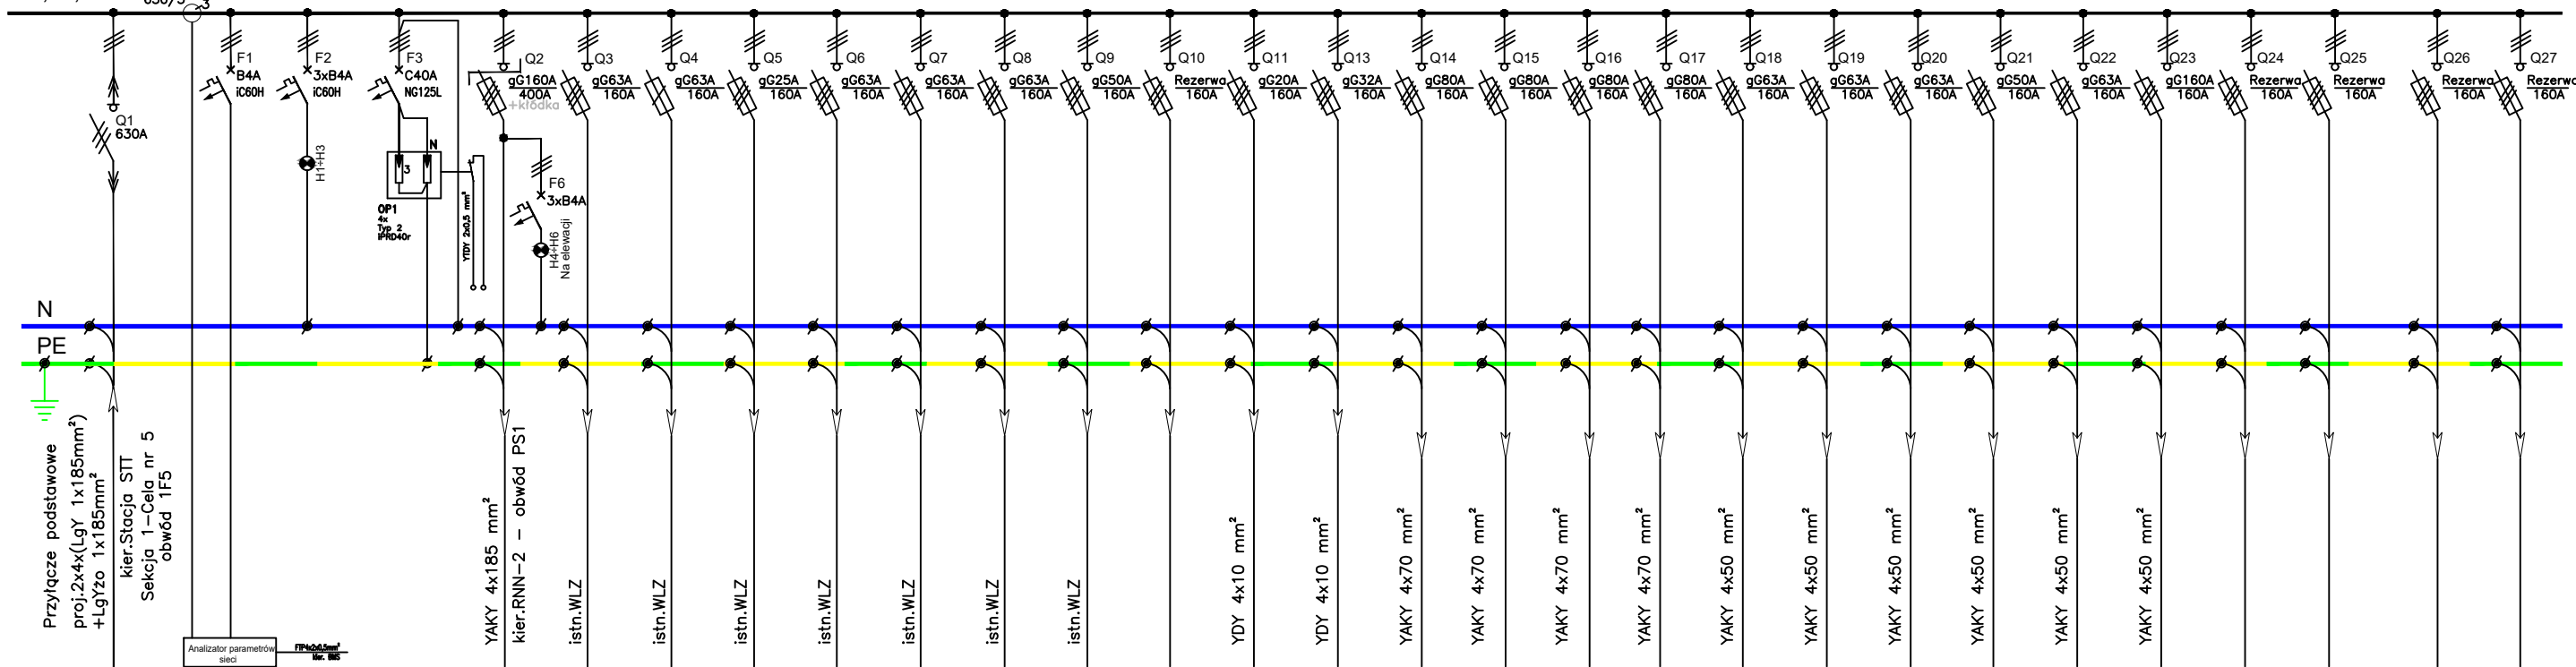 630/5
3
F1
B4A
iC60H
F2
3xB4A
iC60H
F3
C40A
NG125L
Q2
gG160A
400A
+kłódka
Q3
gG63A
160A
Q4
gG63A
160A
Q5
gG25A
160A
Q6
gG63A
160A
Q7
gG63A
160A
Q8
gG63A
160A
Q9
gG50A
160A
Q10
Rezerwa
160A
Q11
gG20A
160A
Q13
gG32A
160A
Q14
gG80A
160A
Q15
gG80A
160A
Q16
gG80A
160A
Q17
gG80A
160A
Q18
gG63A
160A
Q19
gG63A
160A
Q20
gG63A
160A
Q21
gG50A
160A
Q22
gG63A
160A
Q23
gG160A
160A
Q24
Rezerwa
160A
Q25
Rezerwa
160A
Q26
Rezerwa
160A
Q27
Rezerwa
160A
Q1
630A
H1÷H3
N
3
OP1
4x
Typ 2
iPRD40r
YTDY 2x0,5 mm²
F6
3xB4A
H4÷H6
Na elewacji
N
PE
Przyłącze podstawowe
proj.2x4x(LgY 1x185mm²)
+LgYżo 1x185mm²
kier.Stacja STT
Sekcja 1-Cela nr 5
obwód 1F5
Analizator parametrów
sieci
FTP4x2x0,5mm²
kier. BMS
YAKY 4x185 mm²
kier.RNN-2 - obwód PS1
istn.WLZ
istn.WLZ
istn.WLZ
istn.WLZ
istn.WLZ
istn.WLZ
istn.WLZ
YDY 4x10 mm²
YDY 4x10 mm²
YAKY 4x70 mm²
YAKY 4x70 mm²
YAKY 4x70 mm²
YAKY 4x70 mm²
YAKY 4x50 mm²
YAKY 4x50 mm²
YAKY 4x50 mm²
YAKY 4x50 mm²
YAKY 4x50 mm²
YAKY 4x50 mm²